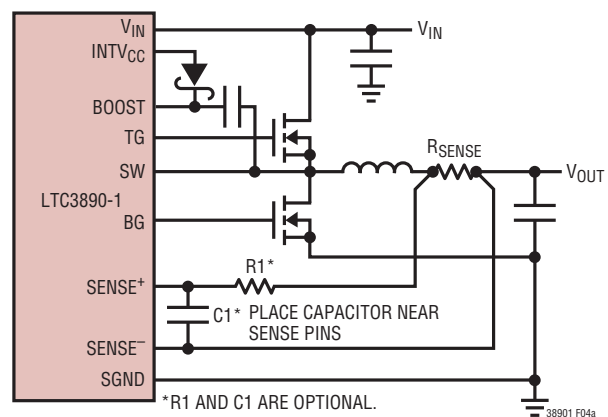 VIN
VIN
INTVCC
BOOST
TG
SW
RSENSE
VOUT
LTC3890-1
BG
R1*
SENSE+
C1* PLACE CAPACITOR NEAR
SENSE PINS
SENSE–
SGND
*R1 AND C1 ARE OPTIONAL.
38901 F04a